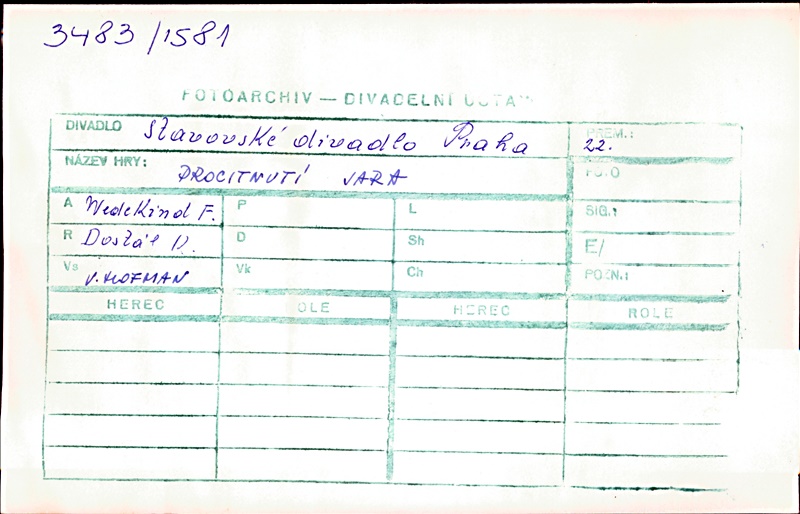 3483/1581
FOTOARCHIV — DIVADELNÍ ÚSTAV
DIVADLO Stavovské divadlo Praha PREM.: 22.
NÁZEV HRY: PROCITNUTÍ JARA FOTO
A Wedekind F. P L SIG.:
R Dostál D Sh E/
Vs V. HOFMAN Vk Ch POZN.:
HEREC ROLE HEREC ROLE